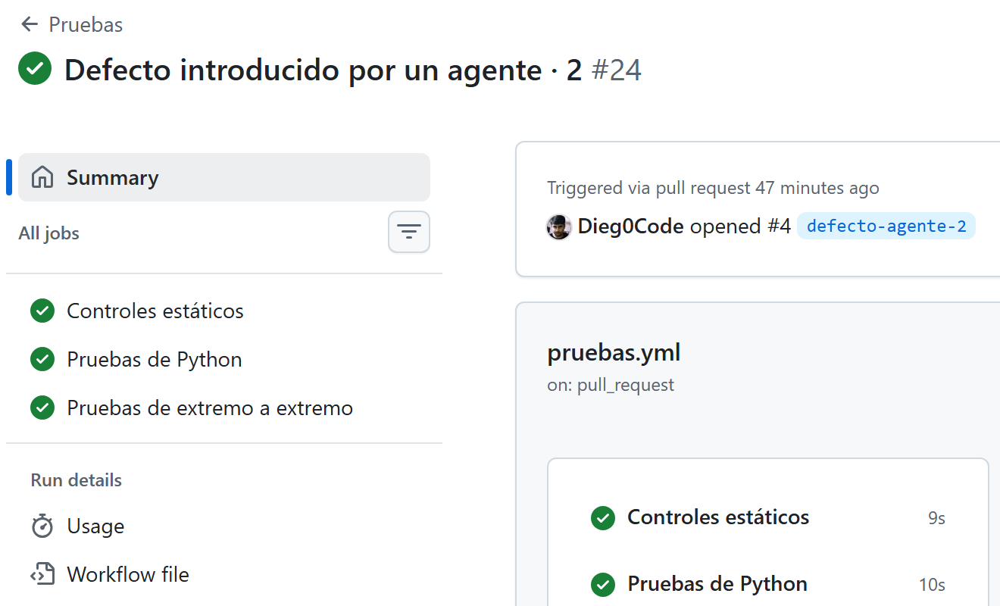 Pruebas
Defecto introducido por un agente · 2 #24
Summary
All jobs
Controles estáticos
Pruebas de Python
Pruebas de extremo a extremo
Run details
Usage
Workflow file
Triggered via pull request 47 minutes ago
Dieg0Code opened #4 defecto-agente-2
pruebas.yml
on: pull_request
Controles estáticos 9s
Pruebas de Python 10s